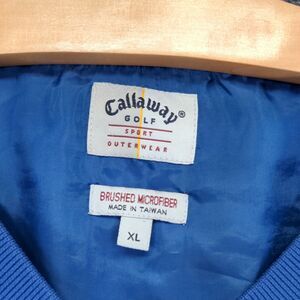 Callaway®
GOLF
SPORT
OUTERWEAR
BRUSHED MICROFIBER
MADE IN TAIWAN
XL